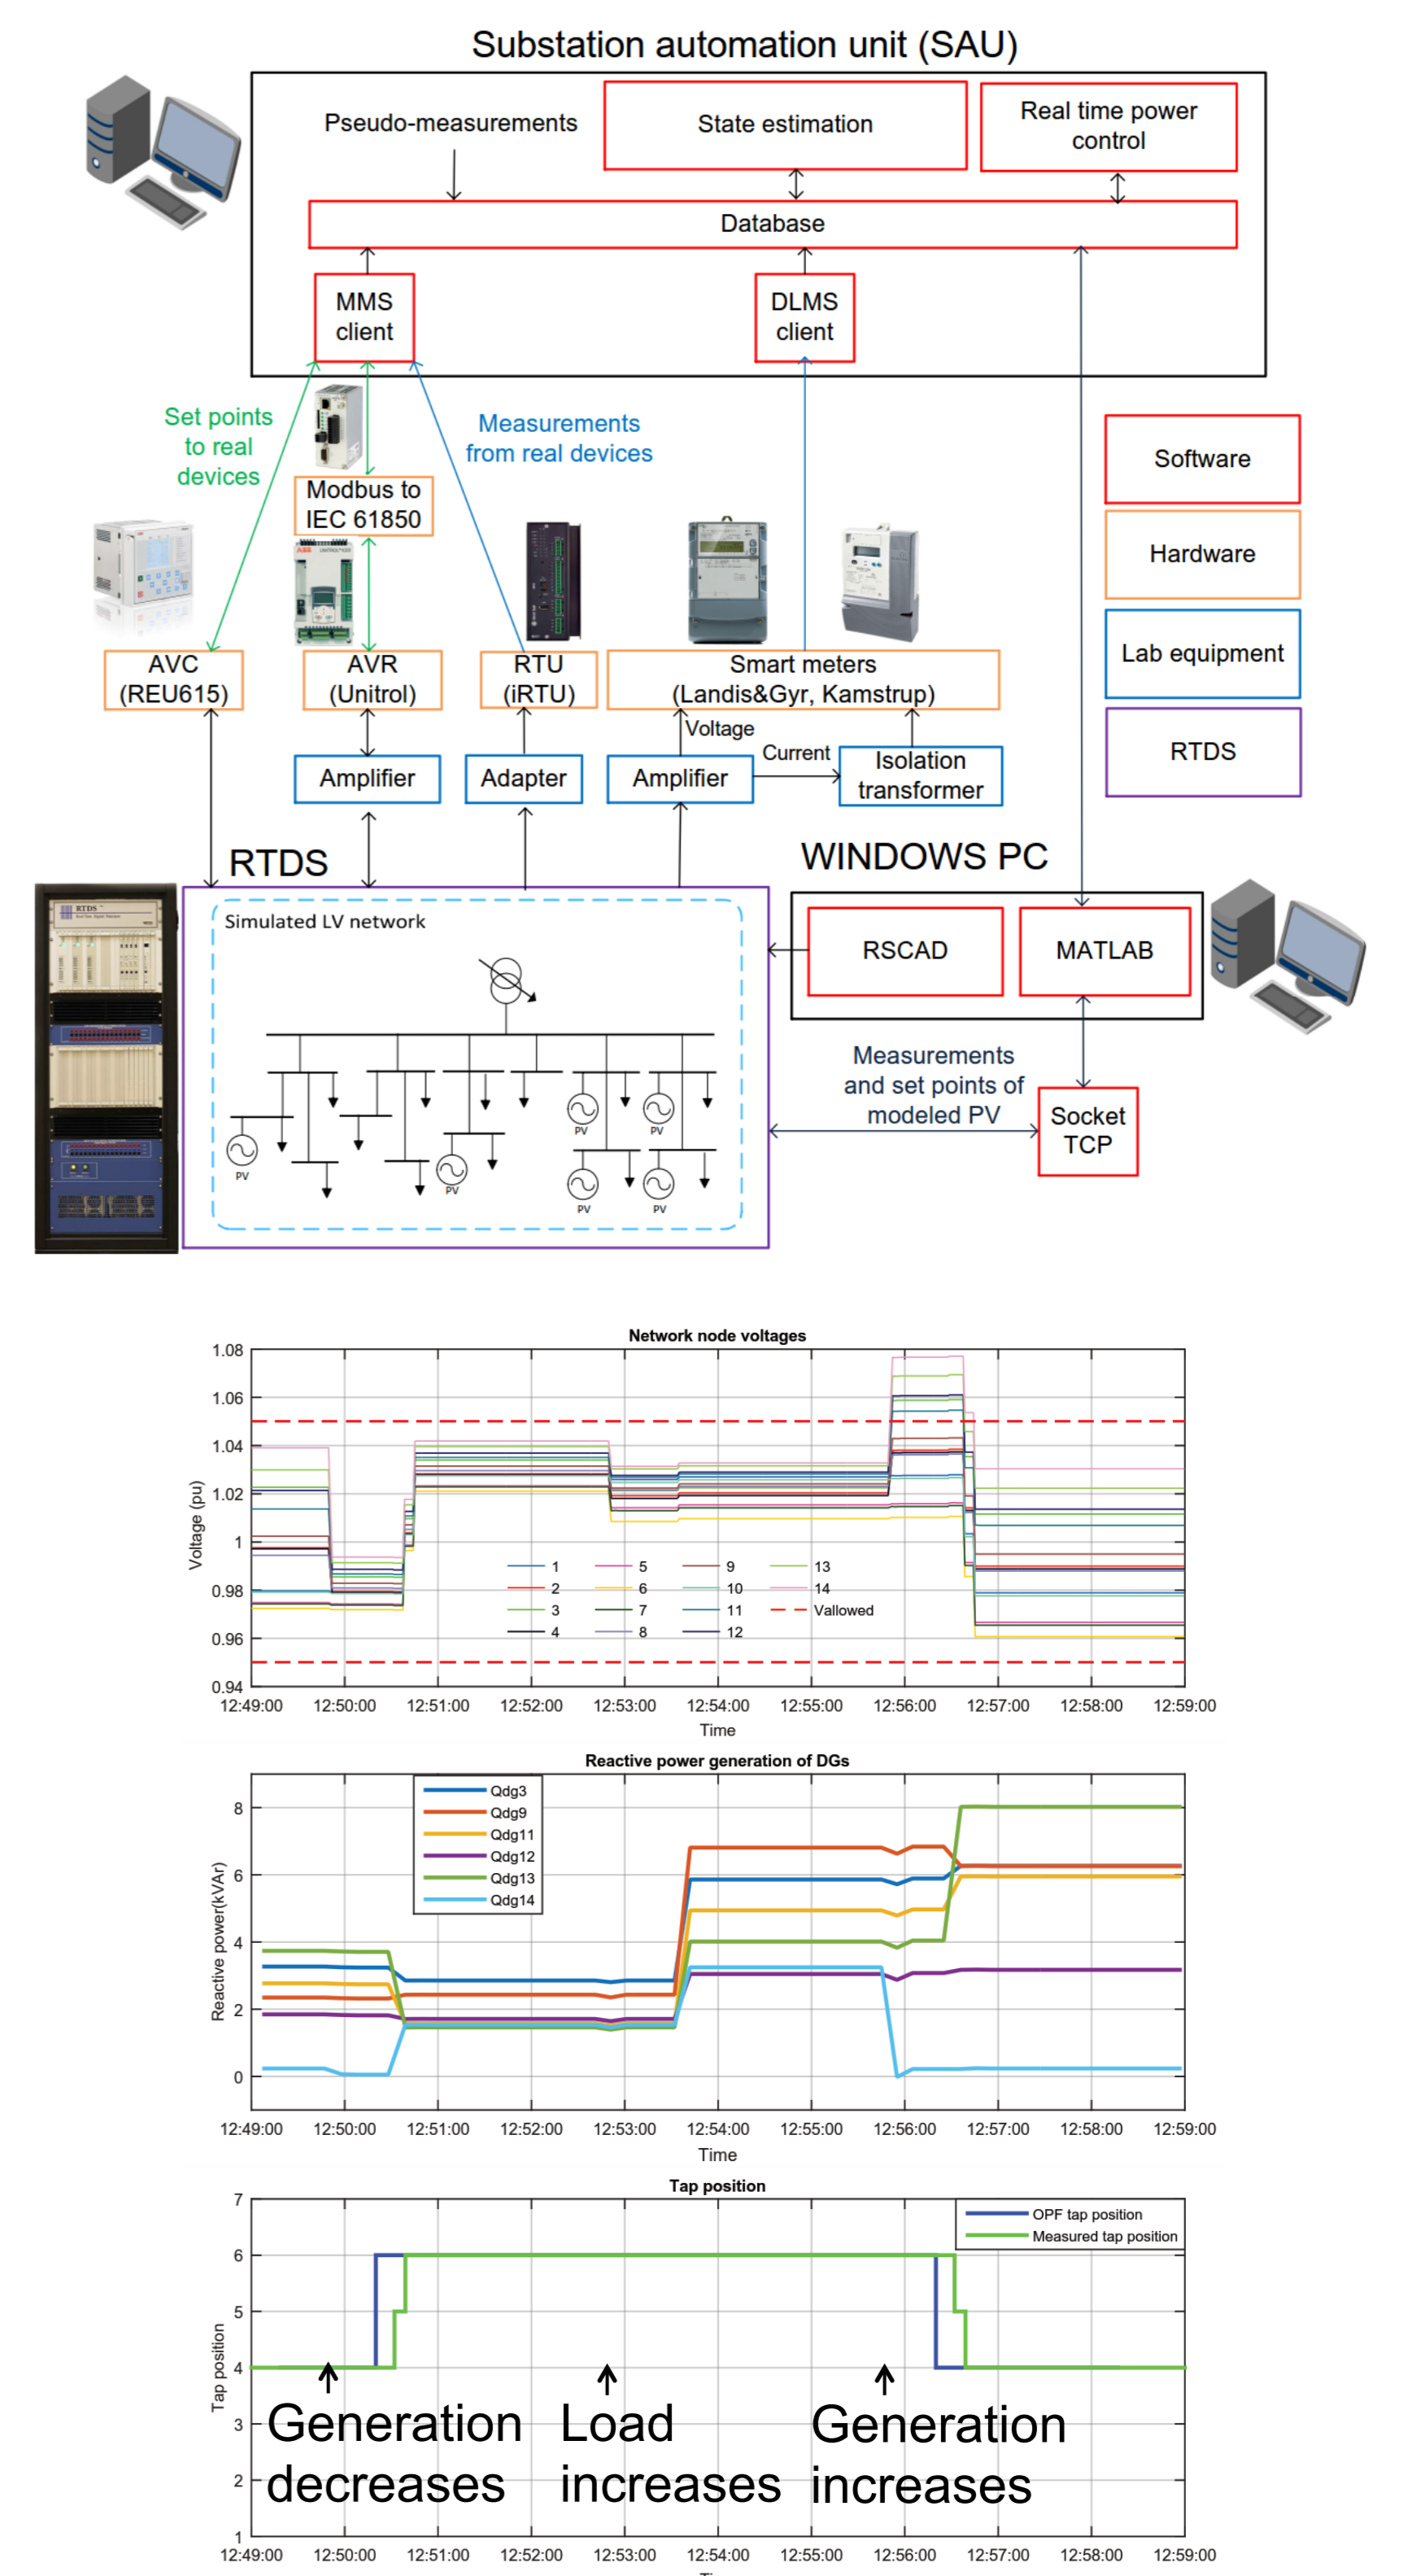 Substation automation unit (SAU)
Pseudo-measurements
State estimation
Real time power
control
Database
MMS
client
DLMS
client
Set points
to real
devices
Measurements
from real devices
Modbus to
IEC 61850
Software
Hardware
Lab equipment
RTDS
AVC
(REU615)
AVR
(Unitrol)
RTU
(iRTU)
Smart meters
(Landis&Gyr, Kamstrup)
Voltage
Current
Amplifier
Adapter
Amplifier
Isolation
transformer
RTDS
WINDOWS PC
RTDS
Simulated LV network
RSCAD
MATLAB
Measurements
and set points of
modeled PV
Socket
TCP
PV
PV
PV
PV
PV
PV
Network node voltages
1.08
1.06
1.04
1.02
1
0.98
0.96
0.94
Voltage (pu)
1 5 9 13
2 6 10 14
3 7 11 Vallowed
4 8 12
12:49:00 12:50:00 12:51:00 12:52:00 12:53:00 12:54:00 12:55:00 12:56:00 12:57:00 12:58:00 12:59:00
Time
Reactive power generation of DGs
8
6
4
2
0
Reactive power(kVAr)
Qdg3
Qdg9
Qdg11
Qdg12
Qdg13
Qdg14
12:49:00 12:50:00 12:51:00 12:52:00 12:53:00 12:54:00 12:55:00 12:56:00 12:57:00 12:58:00 12:59:00
Time
Tap position
7
6
5
4
3
2
1
Tap position
OPF tap position
Measured tap position
Generation
decreases
Load
increases
Generation
increases
12:49:00 12:50:00 12:51:00 12:52:00 12:53:00 12:54:00 12:55:00 12:56:00 12:57:00 12:58:00 12:59:00